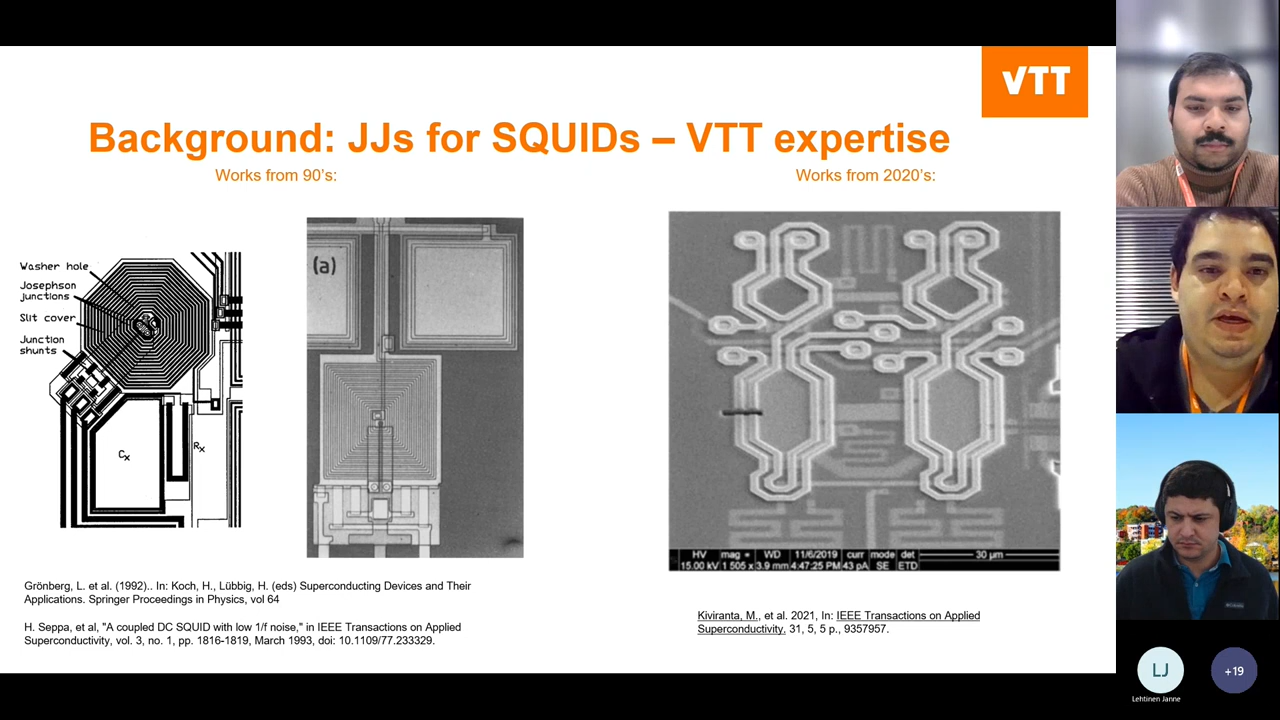 VTT
Background: JJs for SQUIDs – VTT expertise
Works from 90's:
Works from 2020's:
Washer hole
Josephson
junctions
Slit cover
Junction
shunts
Cx
Rx
(a)
HV mag WD 11/6/2019 curr mode det 30 µm
15.00 kV 1 505 x 3.9 mm 4:47:25 PM 43 pA SE ETD
Grönberg, L. et al. (1992).. In: Koch, H., Lübbig, H. (eds) Superconducting Devices and Their
Applications. Springer Proceedings in Physics, vol 64
H. Seppa, et al, "A coupled DC SQUID with low 1/f noise," in IEEE Transactions on Applied
Superconductivity, vol. 3, no. 1, pp. 1816-1819, March 1993, doi: 10.1109/77.233329.
Kiviranta, M., et al. 2021, In: IEEE Transactions on Applied
Superconductivity. 31, 5, 5 p., 9357957.
LJ
+19
Lehtinen Janne